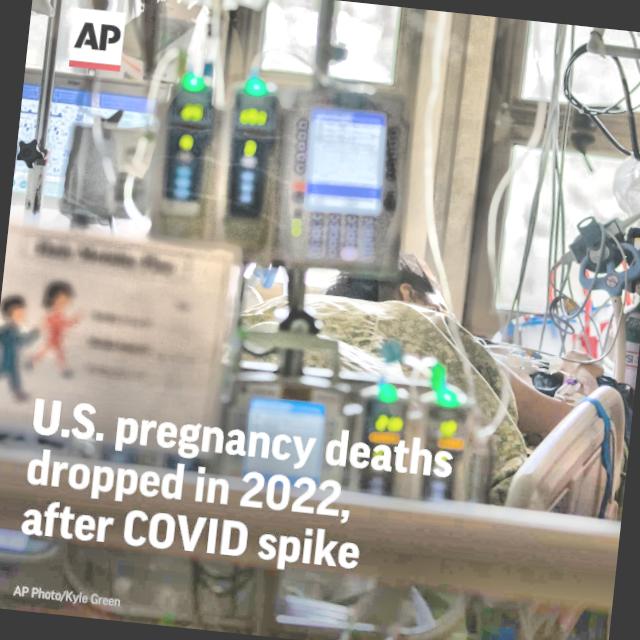 AP
U.S. pregnancy deaths
dropped in 2022,
after COVID spike
AP Photo/Kyle Green